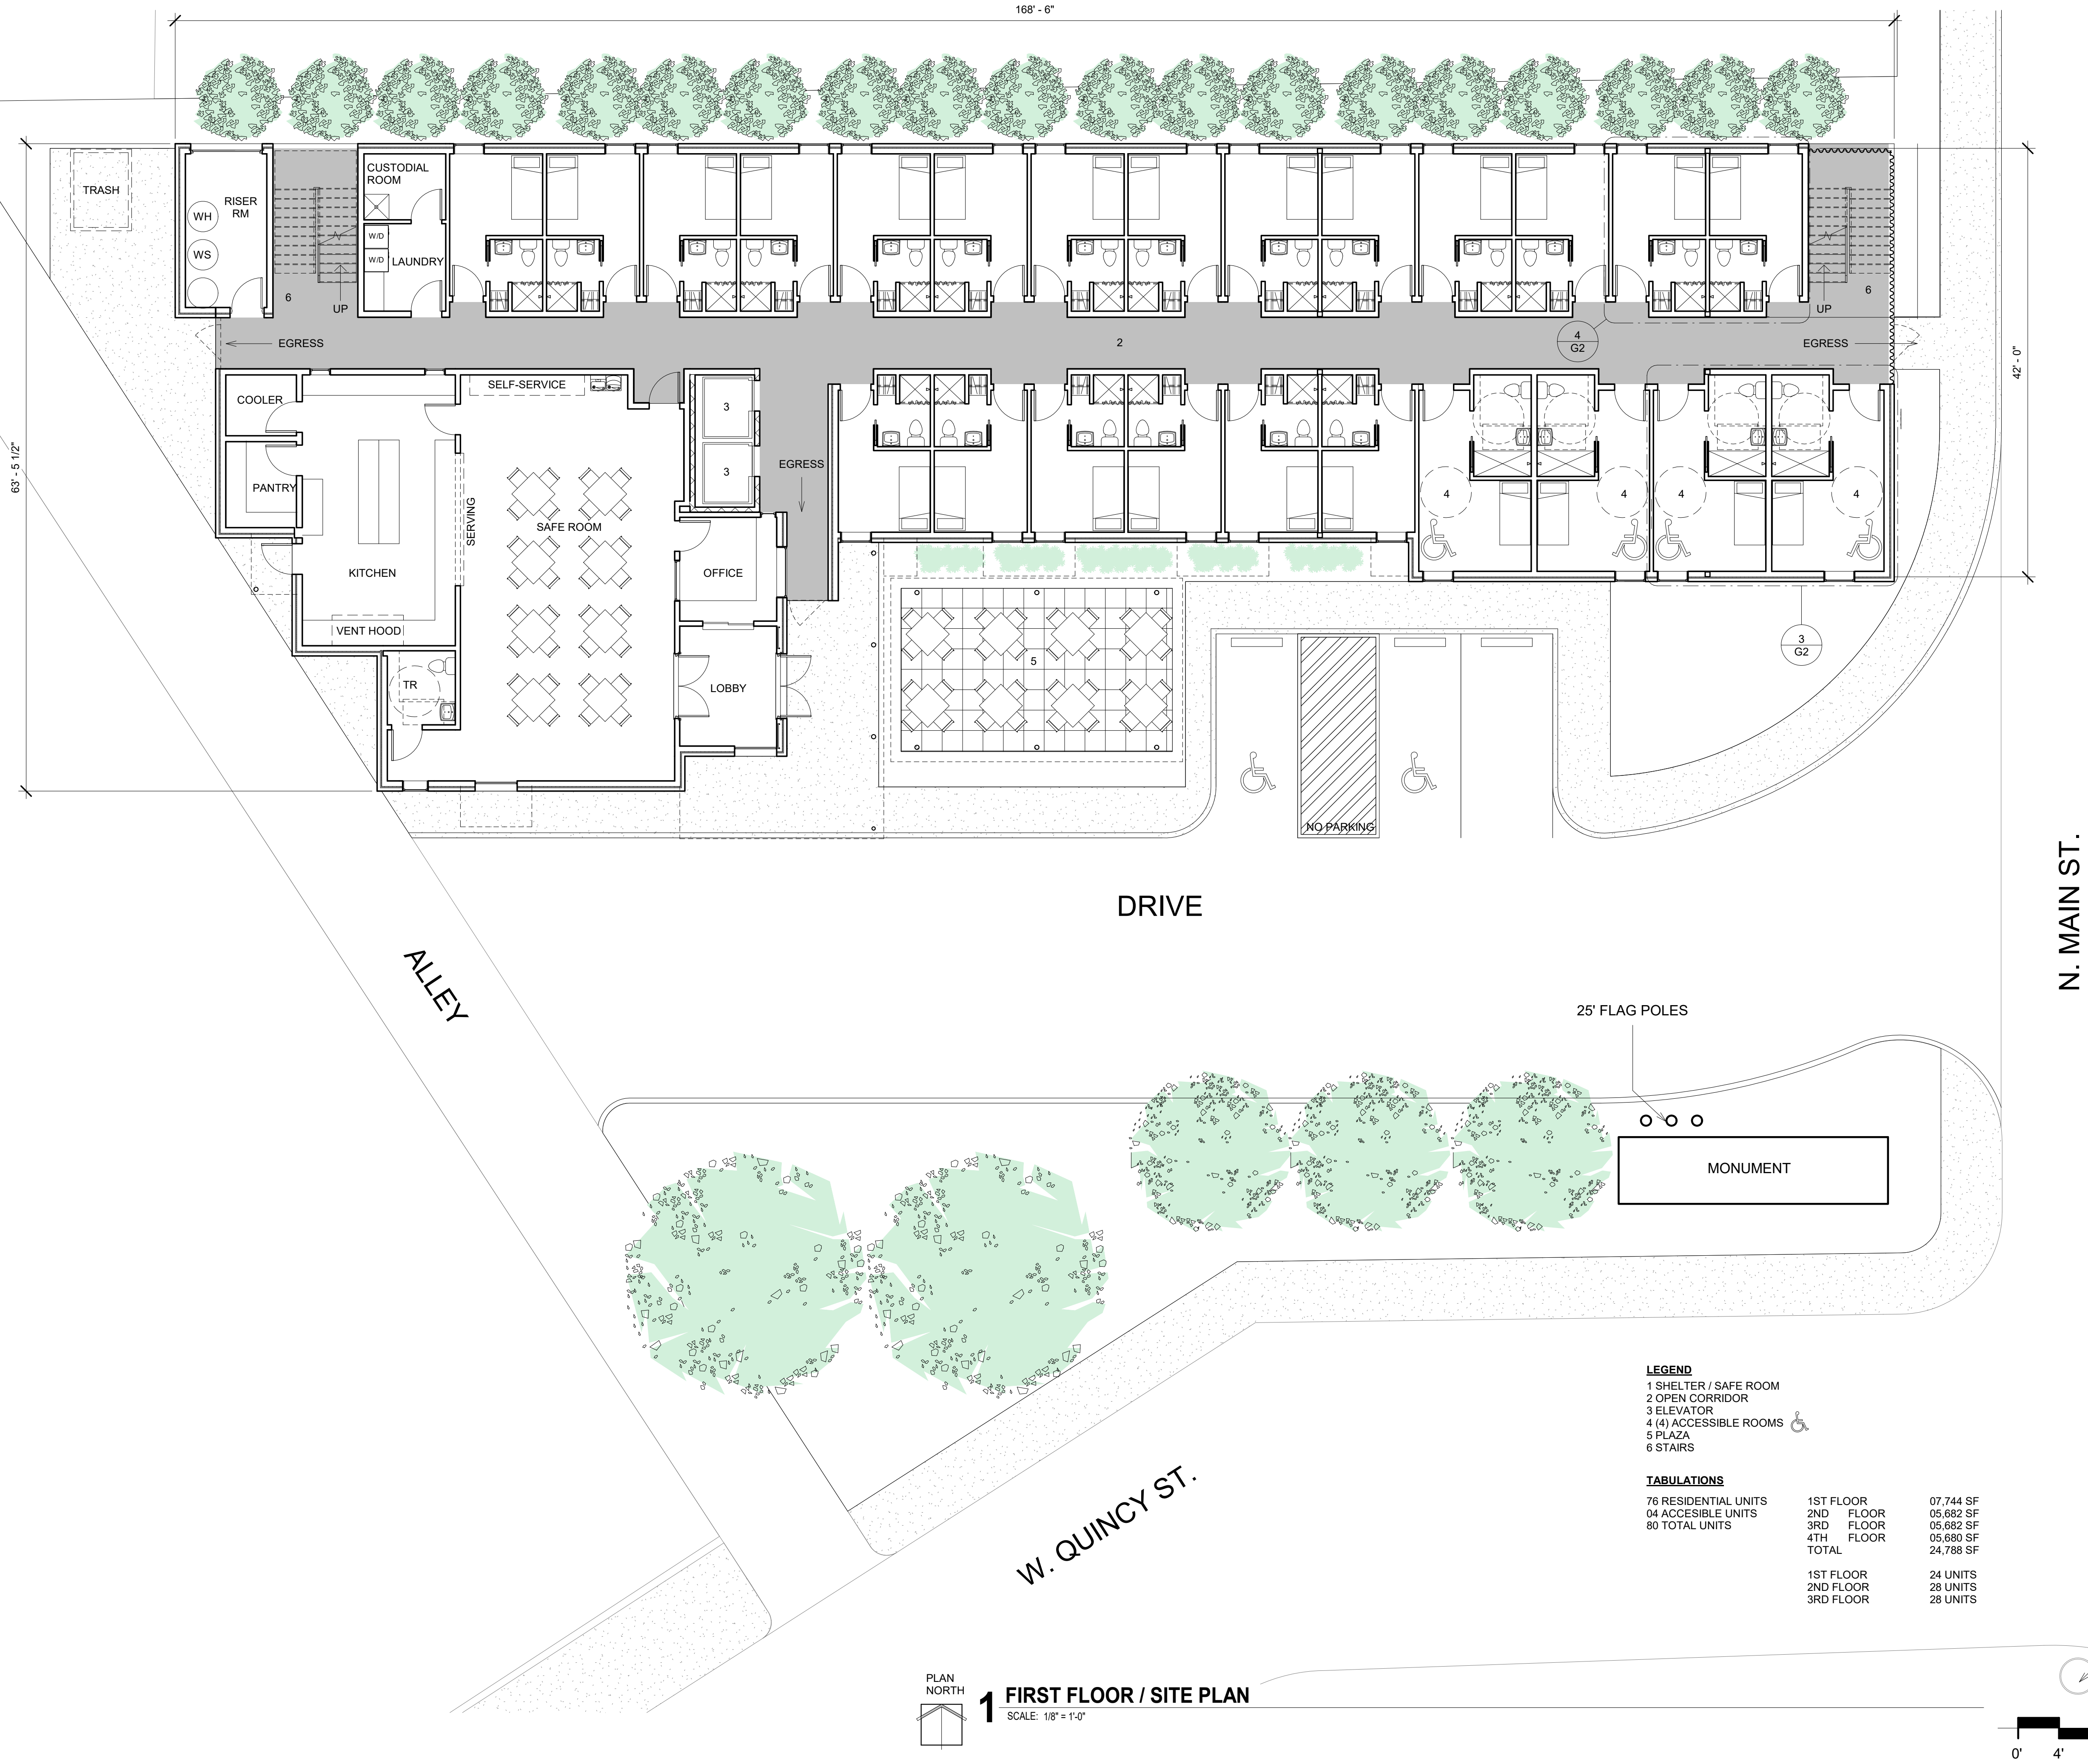 168' - 6"
TRASH
CUSTODIAL
ROOM
RISER
RM
WH
WS
W/D
W/D
LAUNDRY
6
UP
6
UP
EGRESS
2
4
G2
EGRESS
42' - 0"
63' - 5 1/2"
COOLER
SELF-SERVICE
3
3
EGRESS
PANTRY
SERVING
SAFE ROOM
4
4
4
4
KITCHEN
OFFICE
VENT HOOD
TR
LOBBY
5
3
G2
NO PARKING
DRIVE
N. MAIN ST.
ALLEY
25' FLAG POLES
MONUMENT
W. QUINCY ST.
LEGEND
1 SHELTER / SAFE ROOM
2 OPEN CORRIDOR
3 ELEVATOR
4 (4) ACCESSIBLE ROOMS
5 PLAZA
6 STAIRS
TABULATIONS
76 RESIDENTIAL UNITS 1ST FLOOR 07,744 SF
04 ACCESIBLE UNITS 2ND FLOOR 05,682 SF
80 TOTAL UNITS 3RD FLOOR 05,682 SF
4TH FLOOR 05,680 SF
TOTAL 24,788 SF
1ST FLOOR 24 UNITS
2ND FLOOR 28 UNITS
3RD FLOOR 28 UNITS
PLAN
NORTH
1 FIRST FLOOR / SITE PLAN
SCALE: 1/8" = 1'-0"
0' 4'